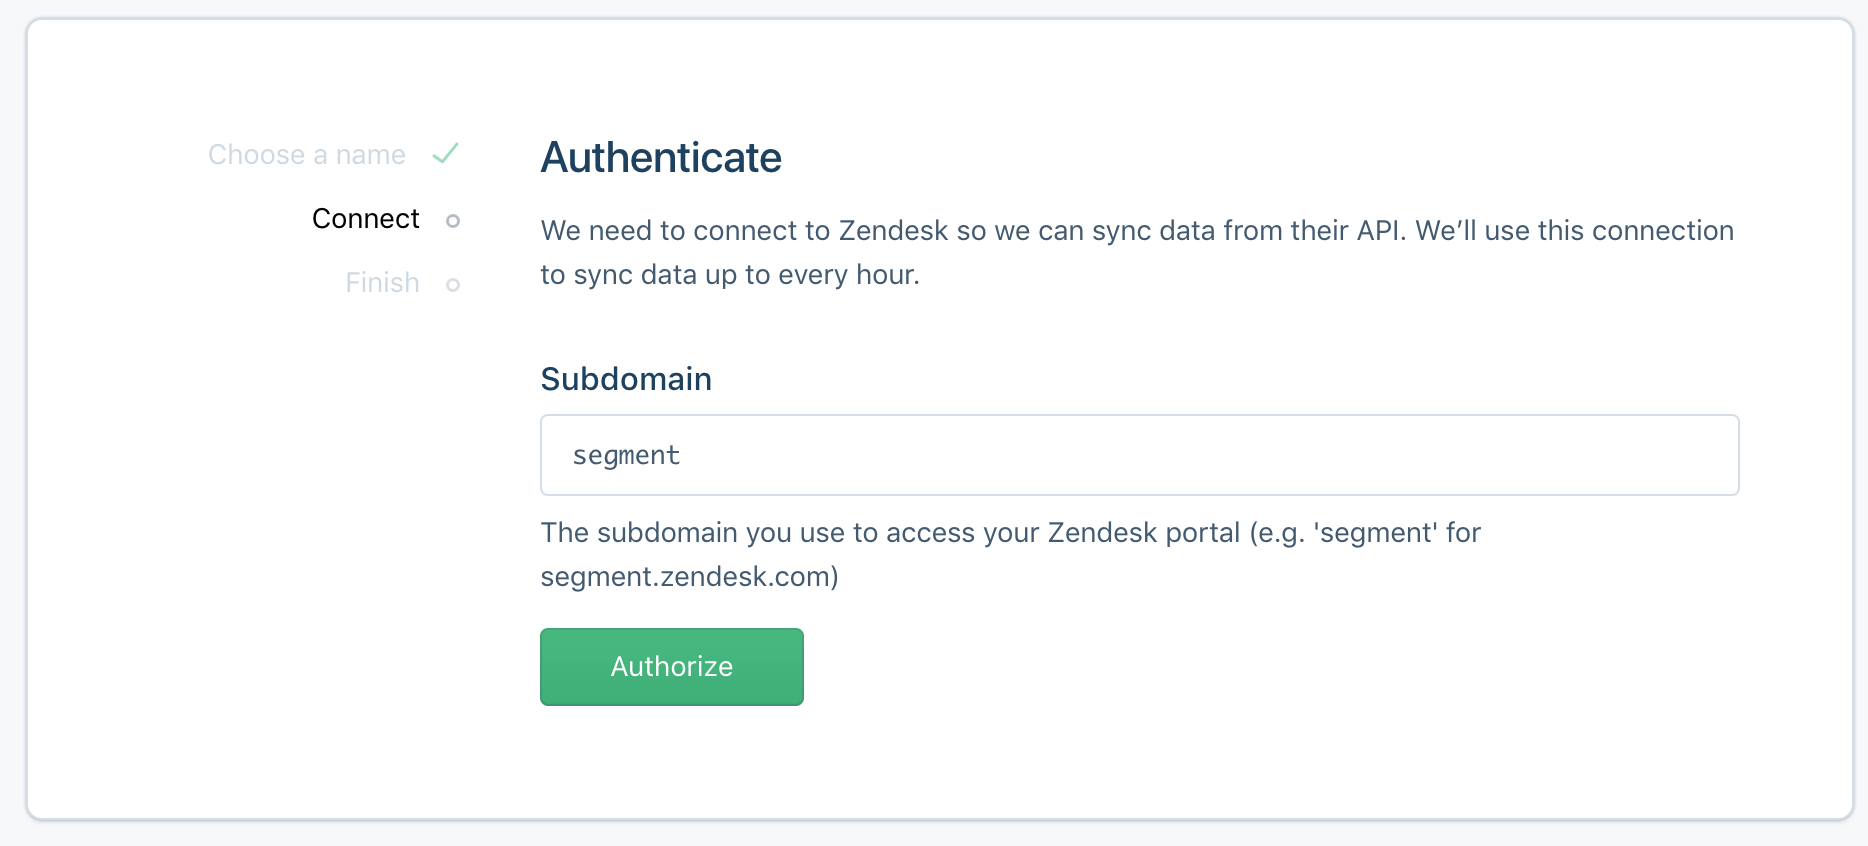 Choose a name
Connect
Finish
Authenticate
We need to connect to Zendesk so we can sync data from their API. We’ll use this connection
to sync data up to every hour.
Subdomain
segment
The subdomain you use to access your Zendesk portal (e.g. 'segment' for
segment.zendesk.com)
Authorize